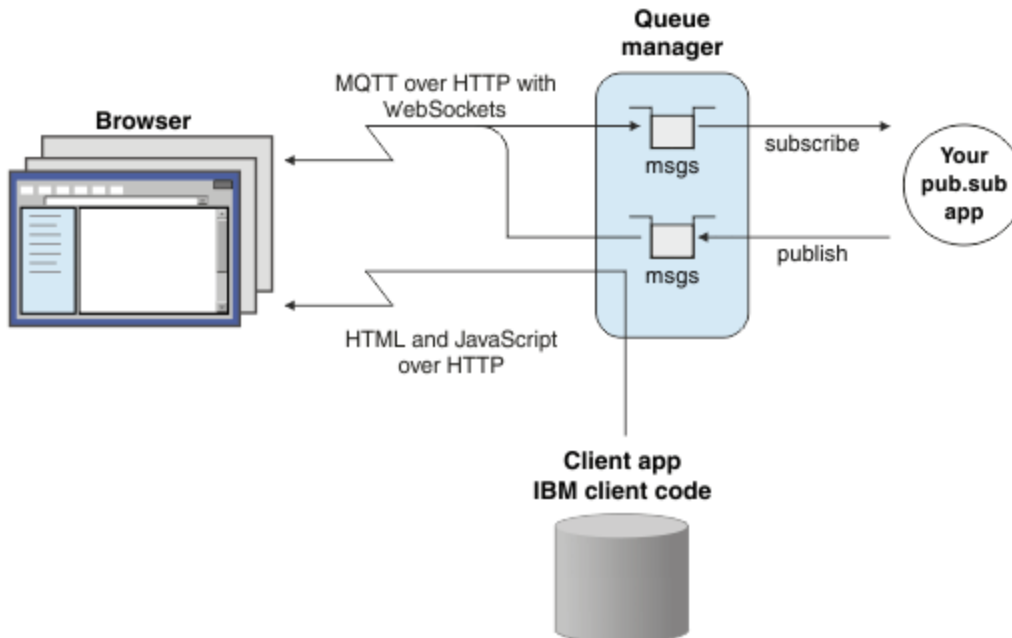 Queue
manager
MQTT over HTTP with
WebSockets
Browser
msgs
subscribe
Your
pub.sub
app
msgs
publish
HTML and JavaScript
over HTTP
Client app
IBM client code